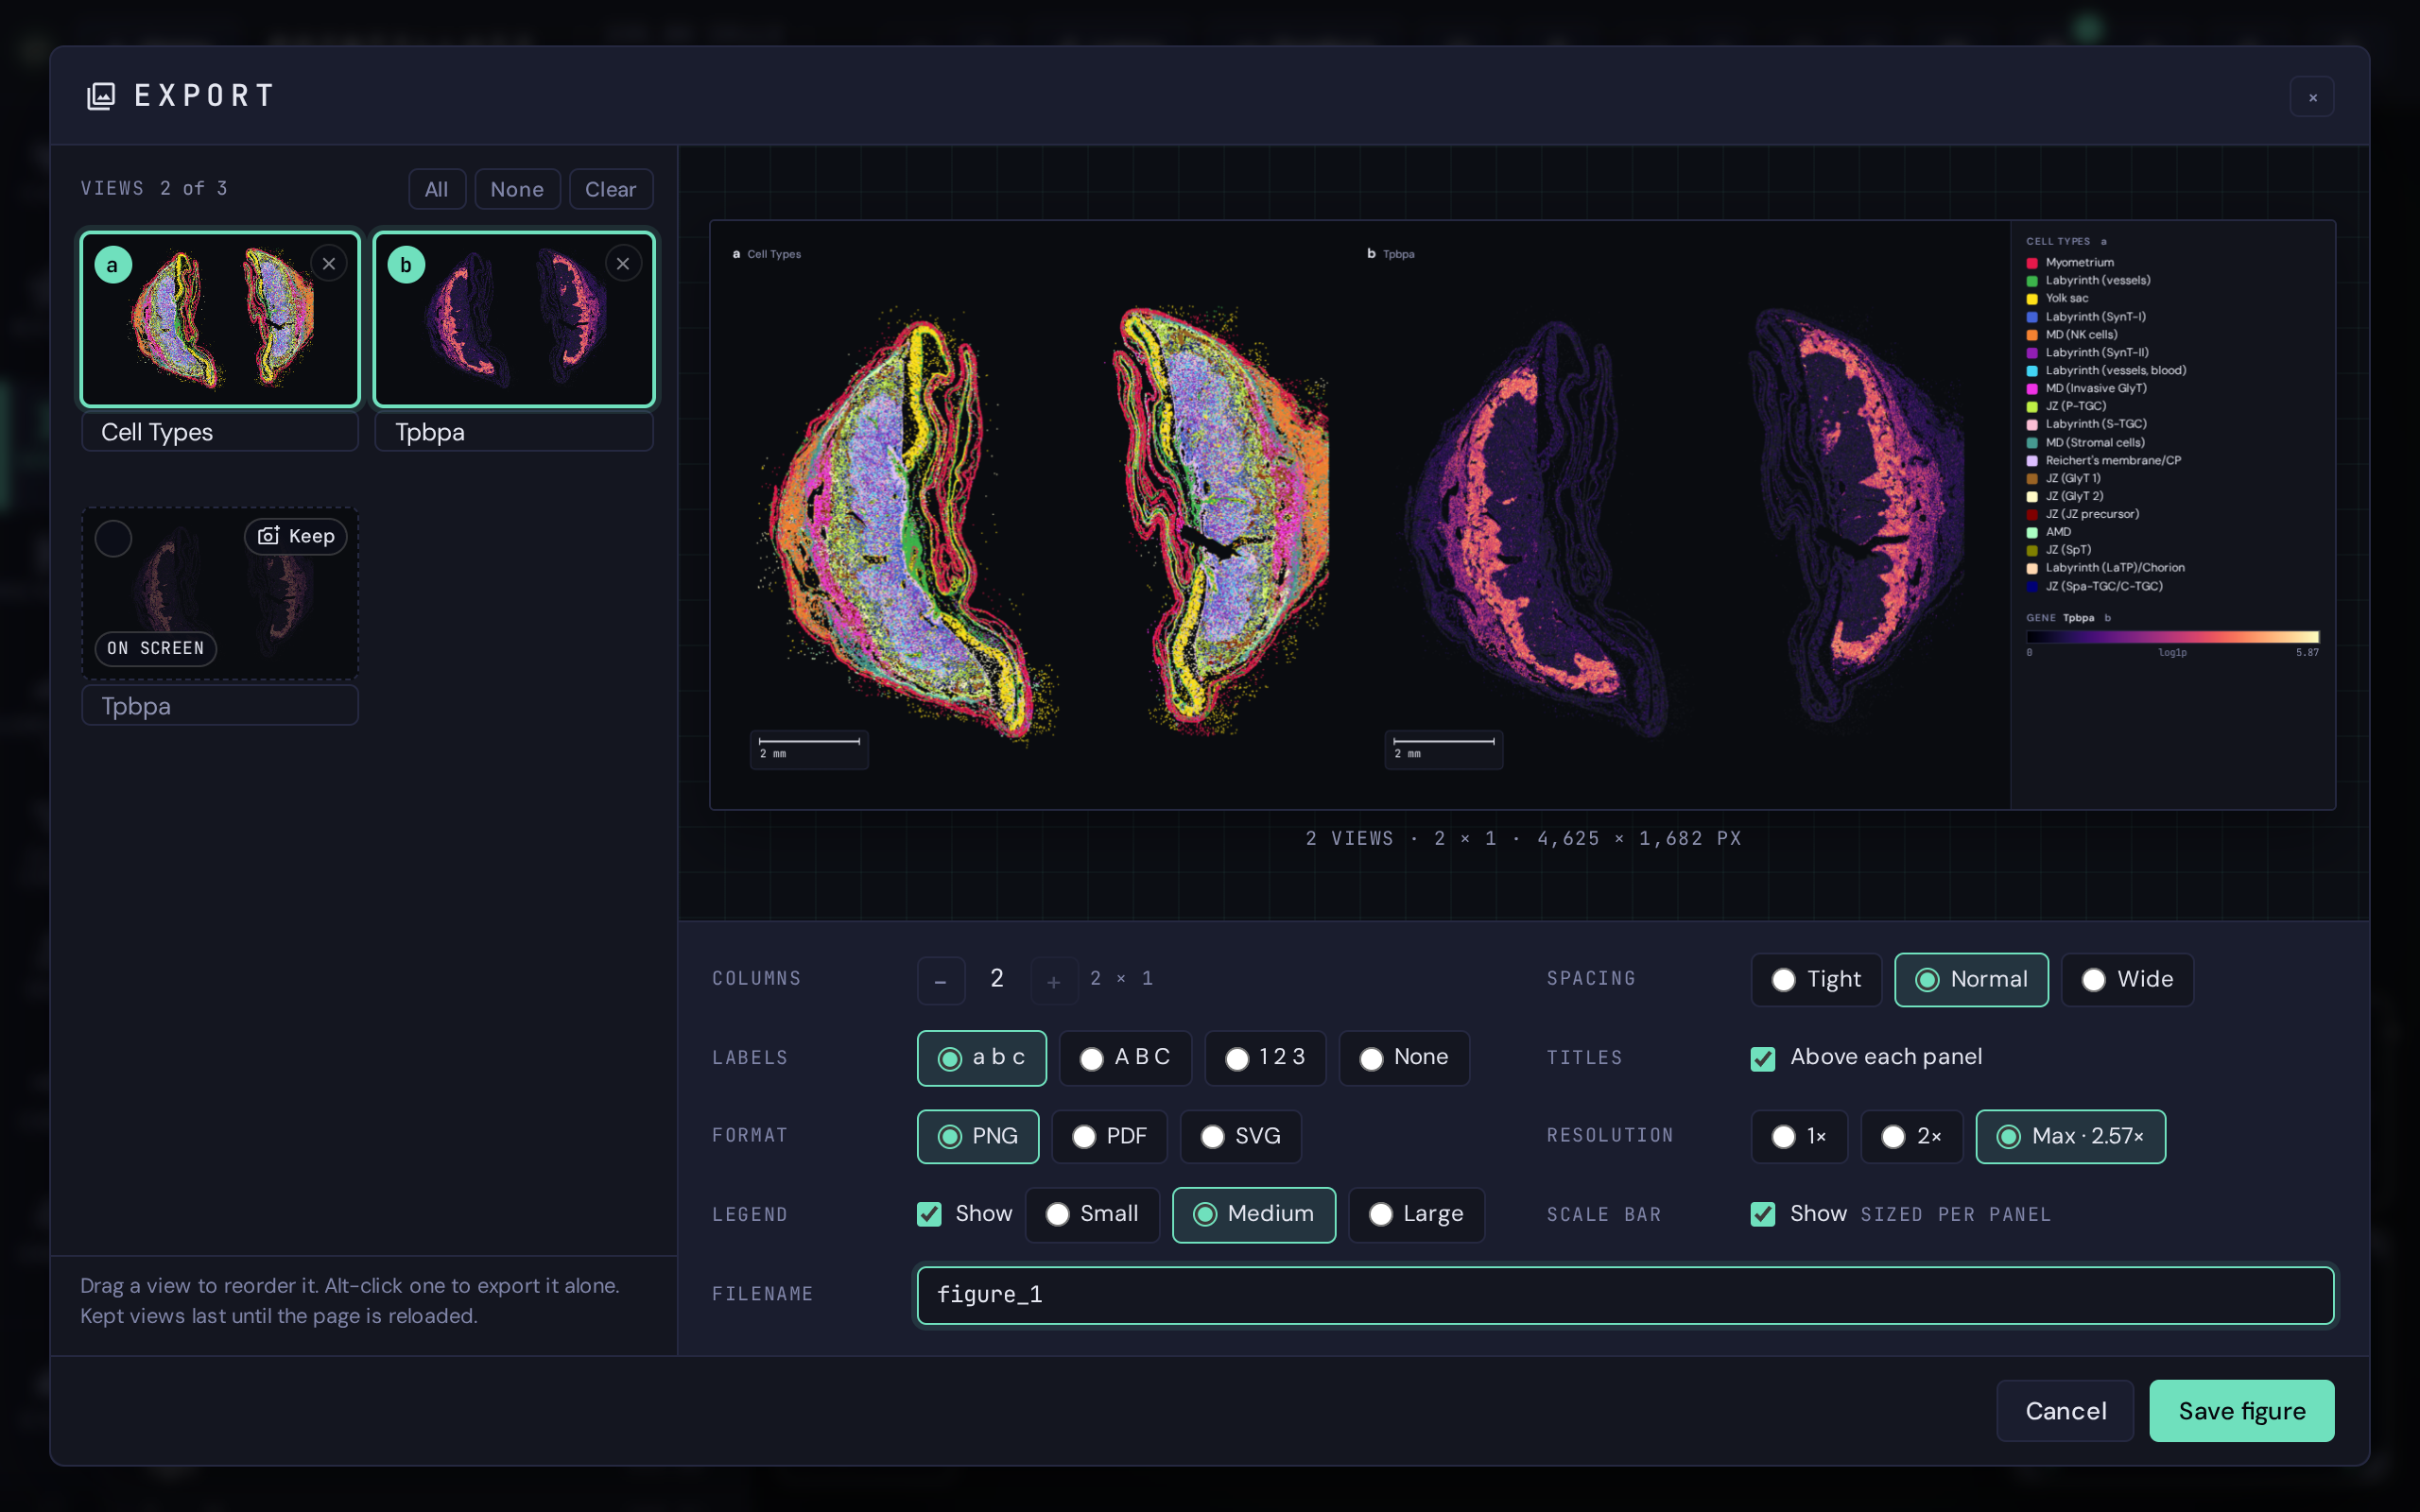 EXPORT
×
VIEWS 2 of 3
All
None
Clear
a
×
b
×
Cell Types
Tpbpa
Keep
ON SCREEN
Tpbpa
Drag a view to reorder it. Alt-click one to export it alone.
Kept views last until the page is reloaded.
a Cell Types
b Tpbpa
2 mm
2 mm
CELL TYPES a
Myometrium
Labyrinth (vessels)
Yolk sac
Labyrinth (SynT-I)
MD (NK cells)
Labyrinth (SynT-II)
Labyrinth (vessels, blood)
MD (Invasive GlyT)
JZ (P-TGC)
Labyrinth (S-TGC)
MD (Stromal cells)
Reichert's membrane/CP
JZ (GlyT 1)
JZ (GlyT 2)
JZ (JZ precursor)
AMD
JZ (SpT)
Labyrinth (LaTP)/Chorion
JZ (Spa-TGC/C-TGC)
GENE Tpbpa b
0 log1p 5.87
2 VIEWS · 2 × 1 · 4,625 × 1,682 PX
COLUMNS − 2 + 2 × 1
SPACING Tight Normal Wide
LABELS a b c A B C 1 2 3 None
TITLES Above each panel
FORMAT PNG PDF SVG
RESOLUTION 1× 2× Max · 2.57×
LEGEND Show Small Medium Large
SCALE BAR Show SIZED PER PANEL
FILENAME figure_1
Cancel
Save figure